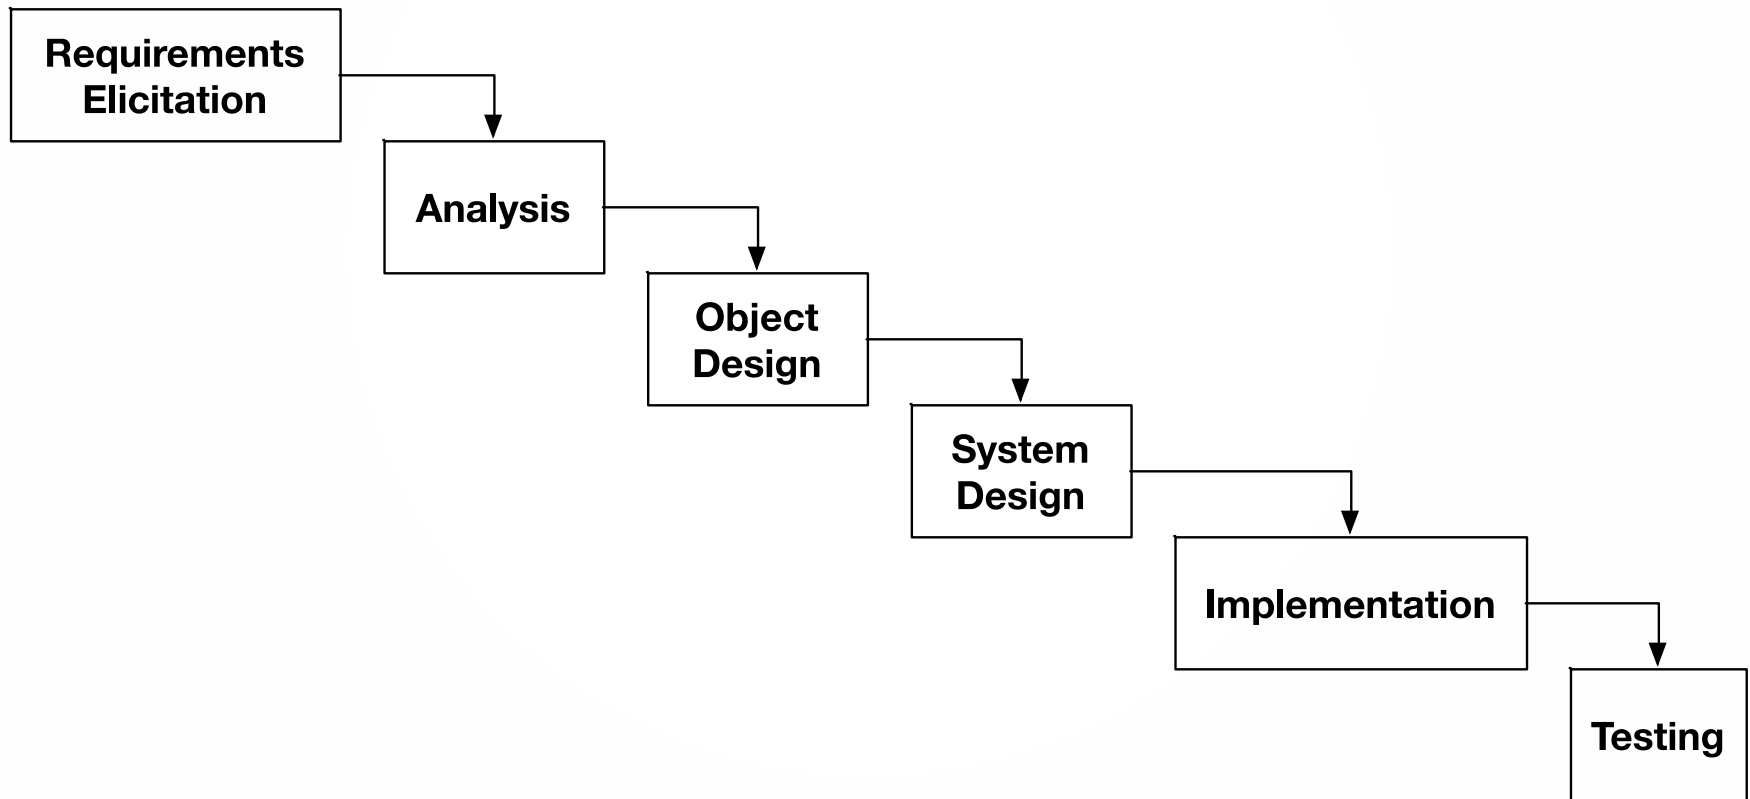 Requirements
Elicitation
Analysis
Object
Design
System
Design
Implementation
Testing